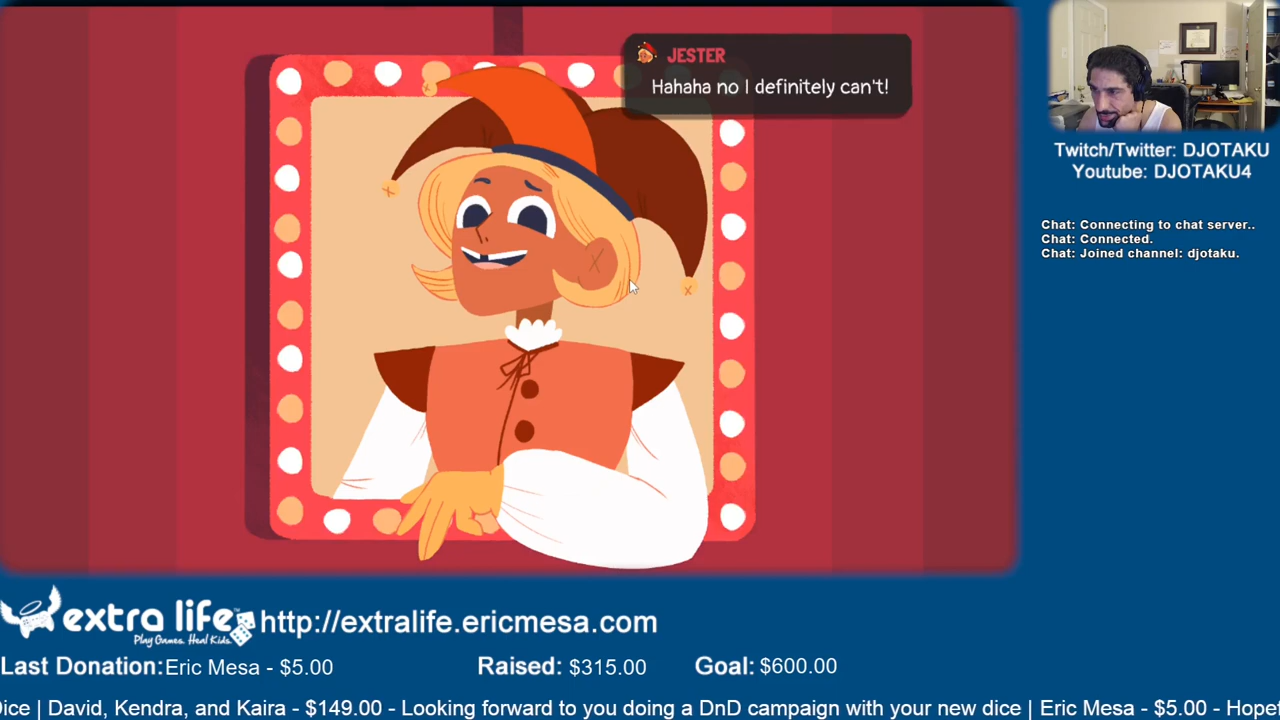 JESTER
Hahaha no I definitely can't!
Twitch/Twitter: DJOTAKU
Youtube: DJOTAKU4
Chat: Connecting to chat server..
Chat: Connected.
Chat: Joined channel: djotaku.
extra life
Play Games. Heal Kids.
http://extralife.ericmesa.com
Last Donation: Eric Mesa - $5.00 Raised: $315.00 Goal: $600.00
Dice | David, Kendra, and Kaira - $149.00 - Looking forward to you doing a DnD campaign with your new dice | Eric Mesa - $5.00 -